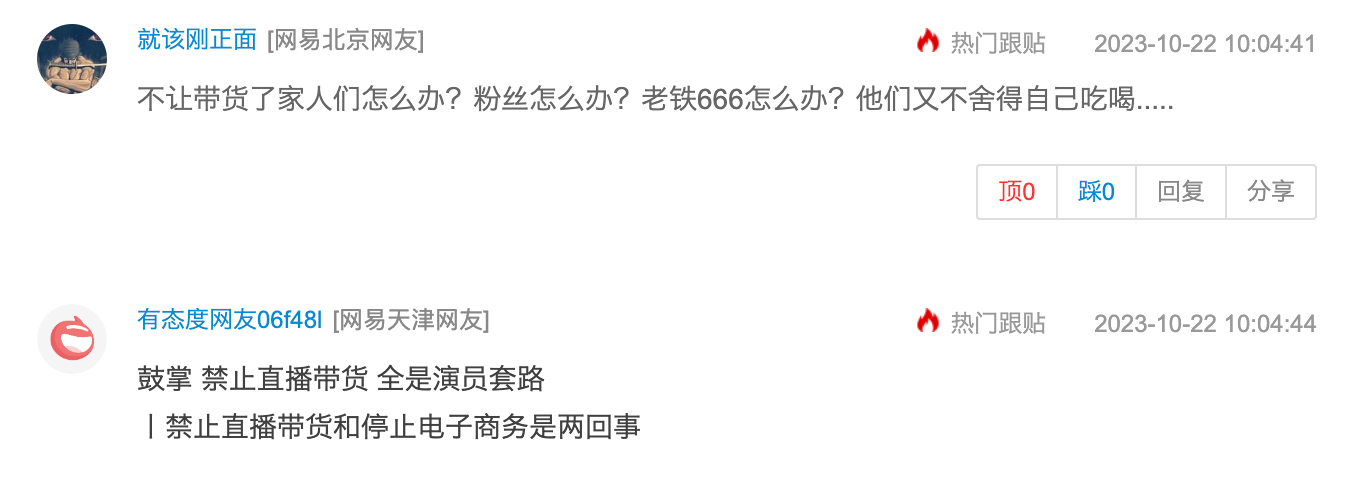 就该刚正面 [网易北京网友] 热门跟贴 2023-10-22 10:04:41
不让带货了家人们怎么办？粉丝怎么办？老铁666怎么办？他们又不舍得自己吃喝.....
顶0 踩0 回复 分享
有态度网友06f48l [网易天津网友] 热门跟贴 2023-10-22 10:04:44
鼓掌 禁止直播带货 全是演员套路
丨禁止直播带货和停止电子商务是两回事